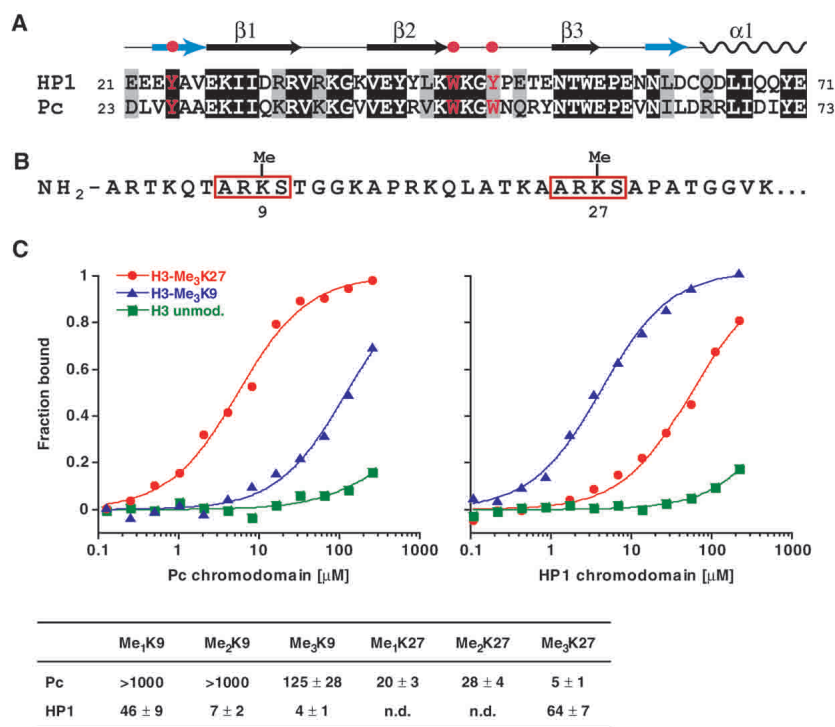 A
β1 β2 β3 α1
HP1 21 EEEYAVEKIIDRRVRKGKVEYYLKWKGYPETENTWEPENNLDCQDLIQQYE 71
Pc 23 DLVYAAEKIIQKRVKKGVVEYRVKWKGWNQRYNTWEPEVNILDRRLIDIYE 73
B
Me Me
NH2-ARTKQTARKSTGGKAPRKQLATKAARKSAPATGGVK...
9 27
C
H3-Me3K27
H3-Me3K9
H3 unmod.
Fraction bound
1
0.8
0.6
0.4
0.2
0
0.1 1 10 100 1000
Pc chromodomain [μM]
0.1 1 10 100 1000
HP1 chromodomain [μM]
Me1K9 Me2K9 Me3K9 Me1K27 Me2K27 Me3K27
Pc >1000 >1000 125 ± 28 20 ± 3 28 ± 4 5 ± 1
HP1 46 ± 9 7 ± 2 4 ± 1 n.d. n.d. 64 ± 7